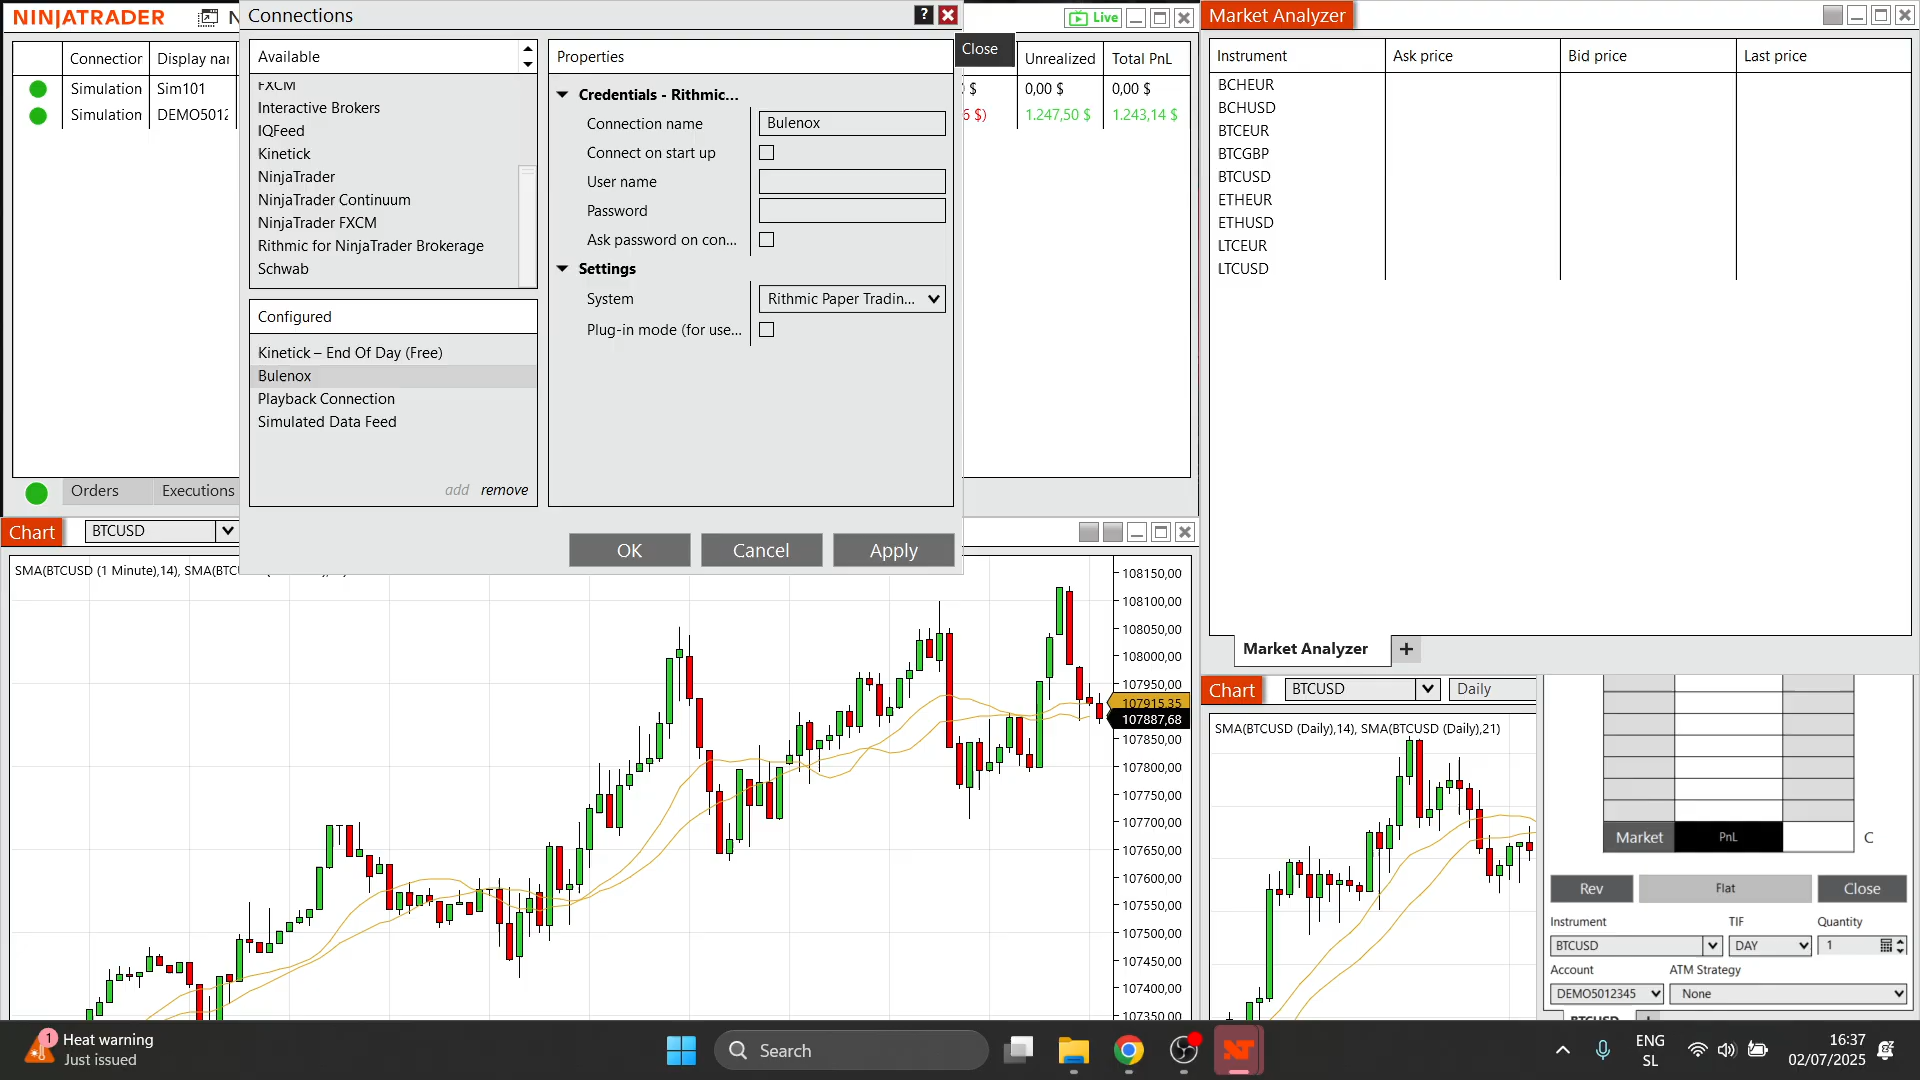 NINJATRADER
N
Connections
?
Live
Connection
Display nar
Unrealized
Total PnL
Simulation
Sim101
$
0,00 $
0,00 $
Simulation
DEMO5012
6 $)
1.247,50 $
1.243,14 $
Orders
Executions
Available
FXCM
Interactive Brokers
IQFeed
Kinetick
NinjaTrader
NinjaTrader Continuum
NinjaTrader FXCM
Rithmic for NinjaTrader Brokerage
Schwab
Configured
Kinetick – End Of Day (Free)
Bulenox
Playback Connection
Simulated Data Feed
add remove
Properties
Close
Credentials - Rithmic...
Connection name
Bulenox
Connect on start up
User name
Password
Ask password on con...
Settings
System
Rithmic Paper Tradin...
Plug-in mode (for use...
OK
Cancel
Apply
Market Analyzer
Instrument
Ask price
Bid price
Last price
BCHEUR
BCHUSD
BTCEUR
BTCGBP
BTCUSD
ETHEUR
ETHUSD
LTCEUR
LTCUSD
Market Analyzer
+
Chart
BTCUSD
108150,00
108100,00
108050,00
108000,00
107950,00
107915,35
107887,68
107850,00
107800,00
107750,00
107700,00
107650,00
107600,00
107550,00
107500,00
107450,00
107400,00
107350,00
Chart
BTCUSD
Daily
SMA(BTCUSD (Daily),14), SMA(BTCUSD (Daily),21)
Market
PnL
C
Rev
Flat
Close
Instrument
TIF
Quantity
BTCUSD
DAY
1
Account
ATM Strategy
DEMO5012345
None
BTCUSD
+
1
Heat warning
Just issued
Search
ENG
SL
16:37
02/07/2025